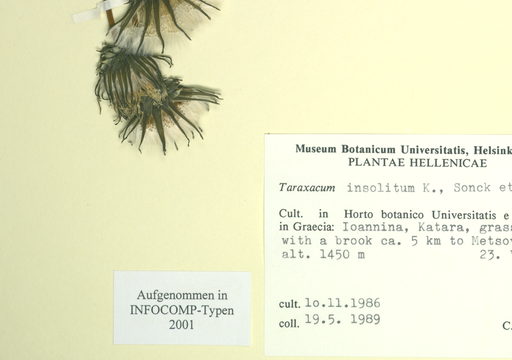 Museum Botanicum Universitatis, Helsink
PLANTAE HELLENICAE
Taraxacum insolitum K., Sonck et
Cult. in Horto botanico Universitatis e
in Graecia: Ioannina, Katara, gras
with a brook ca. 5 km to Metsov
alt. 1450 m 23.
cult. 10.11.1986
coll. 19.5. 1989 C.
Aufgenommen in
INFOCOMP-Typen
2001